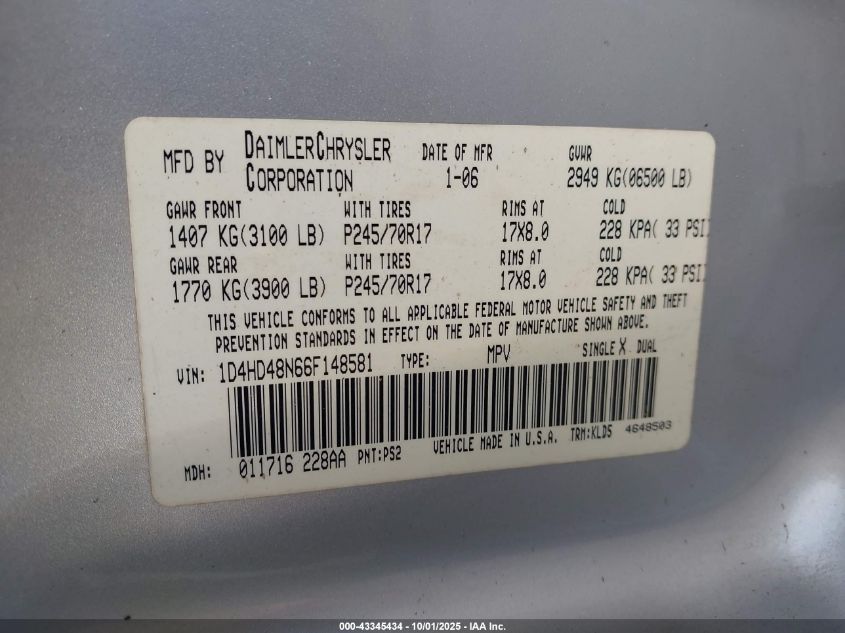 MFD BY DAIMLERCHRYSLER CORPORATION DATE OF MFR 1-06 GVWR 2949 KG(06500 LB)
GAWR FRONT WITH TIRES RIMS AT COLD
1407 KG(3100 LB) P245/70R17 17X8.0 228 KPA( 33 PSI)
GAWR REAR WITH TIRES RIMS AT COLD
1770 KG(3900 LB) P245/70R17 17X8.0 228 KPA( 33 PSI)
THIS VEHICLE CONFORMS TO ALL APPLICABLE FEDERAL MOTOR VEHICLE SAFETY AND THEFT
PREVENTION STANDARDS IN EFFECT ON THE DATE OF MANUFACTURE SHOWN ABOVE.
VIN: 1D4HD48N66F148581 TYPE: MPV SINGLE X DUAL
MDH: 011716 228AA PNT:PS2 VEHICLE MADE IN U.S.A. TRM:KLD5 4648503
000-43345434 - 10/01/2025 - IAA Inc.